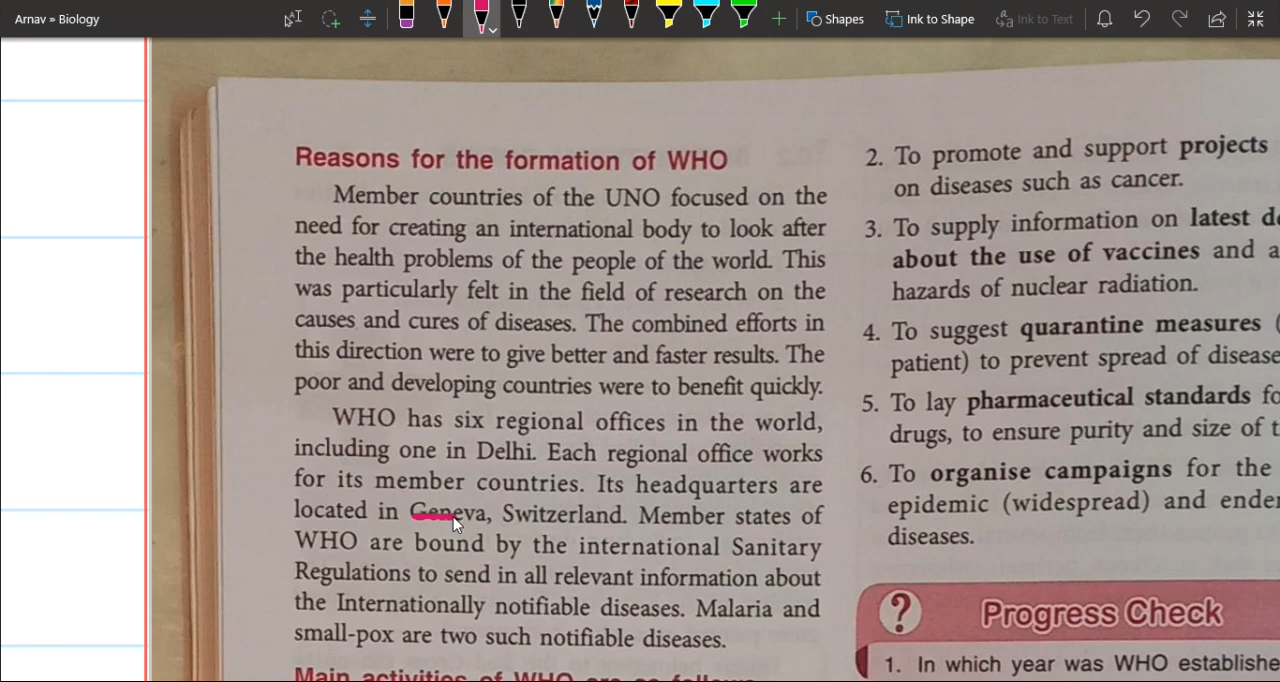 Arnav » Biology
Shapes
Ink to Shape
Ink to Text
Reasons for the formation of WHO
Member countries of the UNO focused on the
need for creating an international body to look after
the health problems of the people of the world. This
was particularly felt in the field of research on the
causes and cures of diseases. The combined efforts in
this direction were to give better and faster results. The
poor and developing countries were to benefit quickly.
WHO has six regional offices in the world,
including one in Delhi. Each regional office works
for its member countries. Its headquarters are
located in Geneva, Switzerland. Member states of
WHO are bound by the international Sanitary
Regulations to send in all relevant information about
the Internationally notifiable diseases. Malaria and
small-pox are two such notifiable diseases.
Main activities of WHO are as follows
2. To promote and support projects
on diseases such as cancer.
3. To supply information on latest
about the use of vaccines and
hazards of nuclear radiation.
4. To suggest quarantine measures (
patient) to prevent spread of disease
5. To lay pharmaceutical standards
drugs, to ensure purity and size of
6. To organise campaigns for the
epidemic (widespread) and
diseases.
? Progress Check
1. In which year was WHO